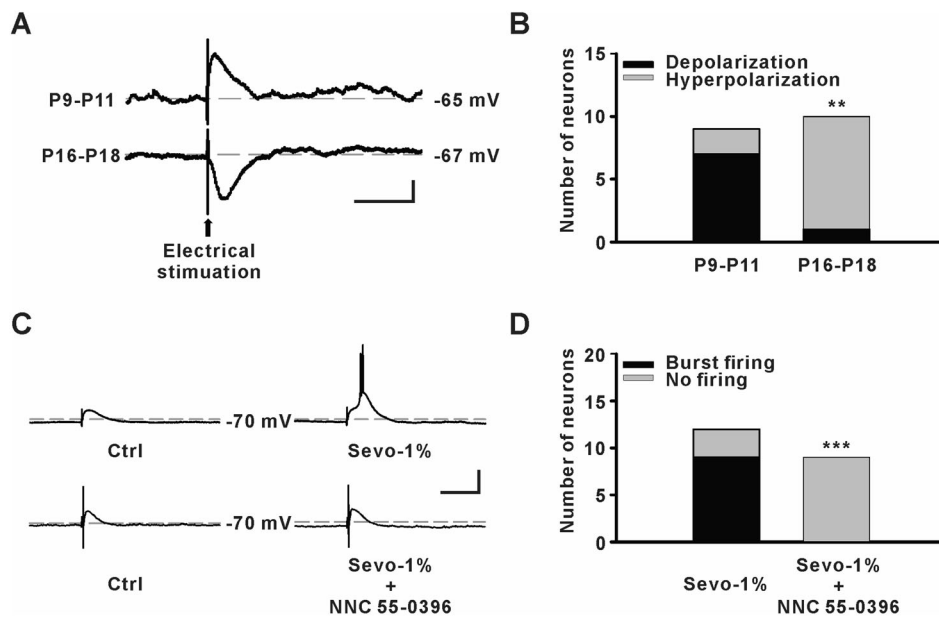 A
P9-P11
-65 mV
P16-P18
-67 mV
Electrical
stimuation
B
Number of neurons
15
10
5
0
Depolarization
Hyperpolarization
**
P9-P11
P16-P18
C
-70 mV
Ctrl
Sevo-1%
-70 mV
Ctrl
Sevo-1%
+
NNC 55-0396
D
Number of neurons
20
15
10
5
0
Burst firing
No firing
***
Sevo-1%
Sevo-1%
+
NNC 55-0396